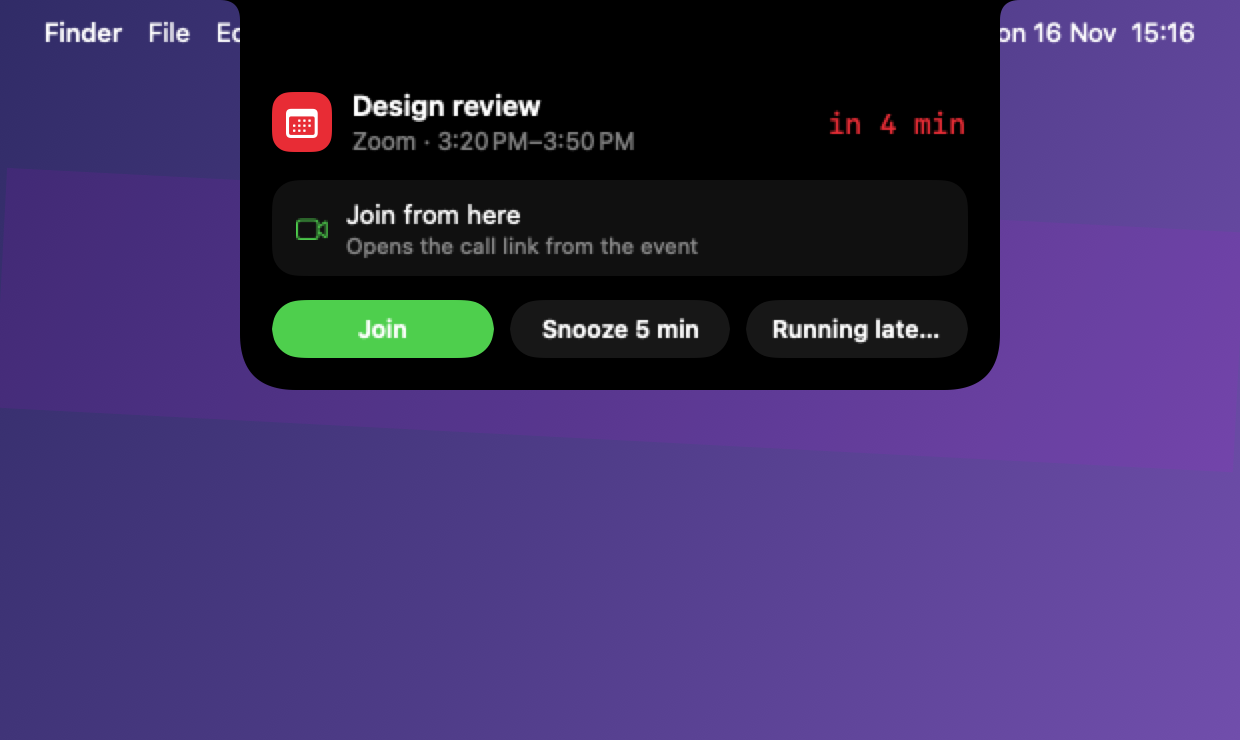 Finder File
16 Nov 15:16
Design review
Zoom · 3:20 PM–3:50 PM
in 4 min
Join from here
Opens the call link from the event
Join
Snooze 5 min
Running late...